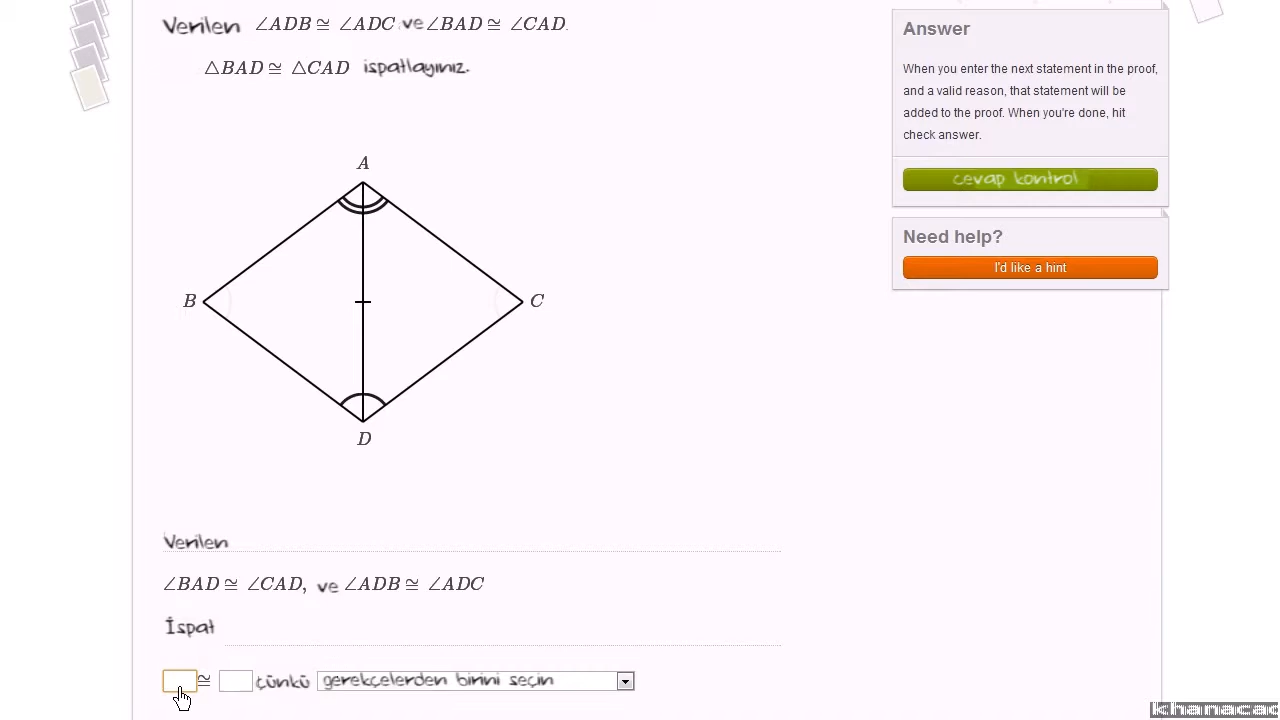 Verilen ∠ADB ≅ ∠ADC ve ∠BAD ≅ ∠CAD.
△BAD ≅ △CAD ispatlayınız.
A
B
C
D
Verilen
∠BAD ≅ ∠CAD, ve ∠ADB ≅ ∠ADC
İspat
≅ çünkü gerekçelerden birini seçin
Answer
When you enter the next statement in the proof,
and a valid reason, that statement will be
added to the proof. When you're done, hit
check answer.
cevap kontrol
Need help?
I'd like a hint
khanacad